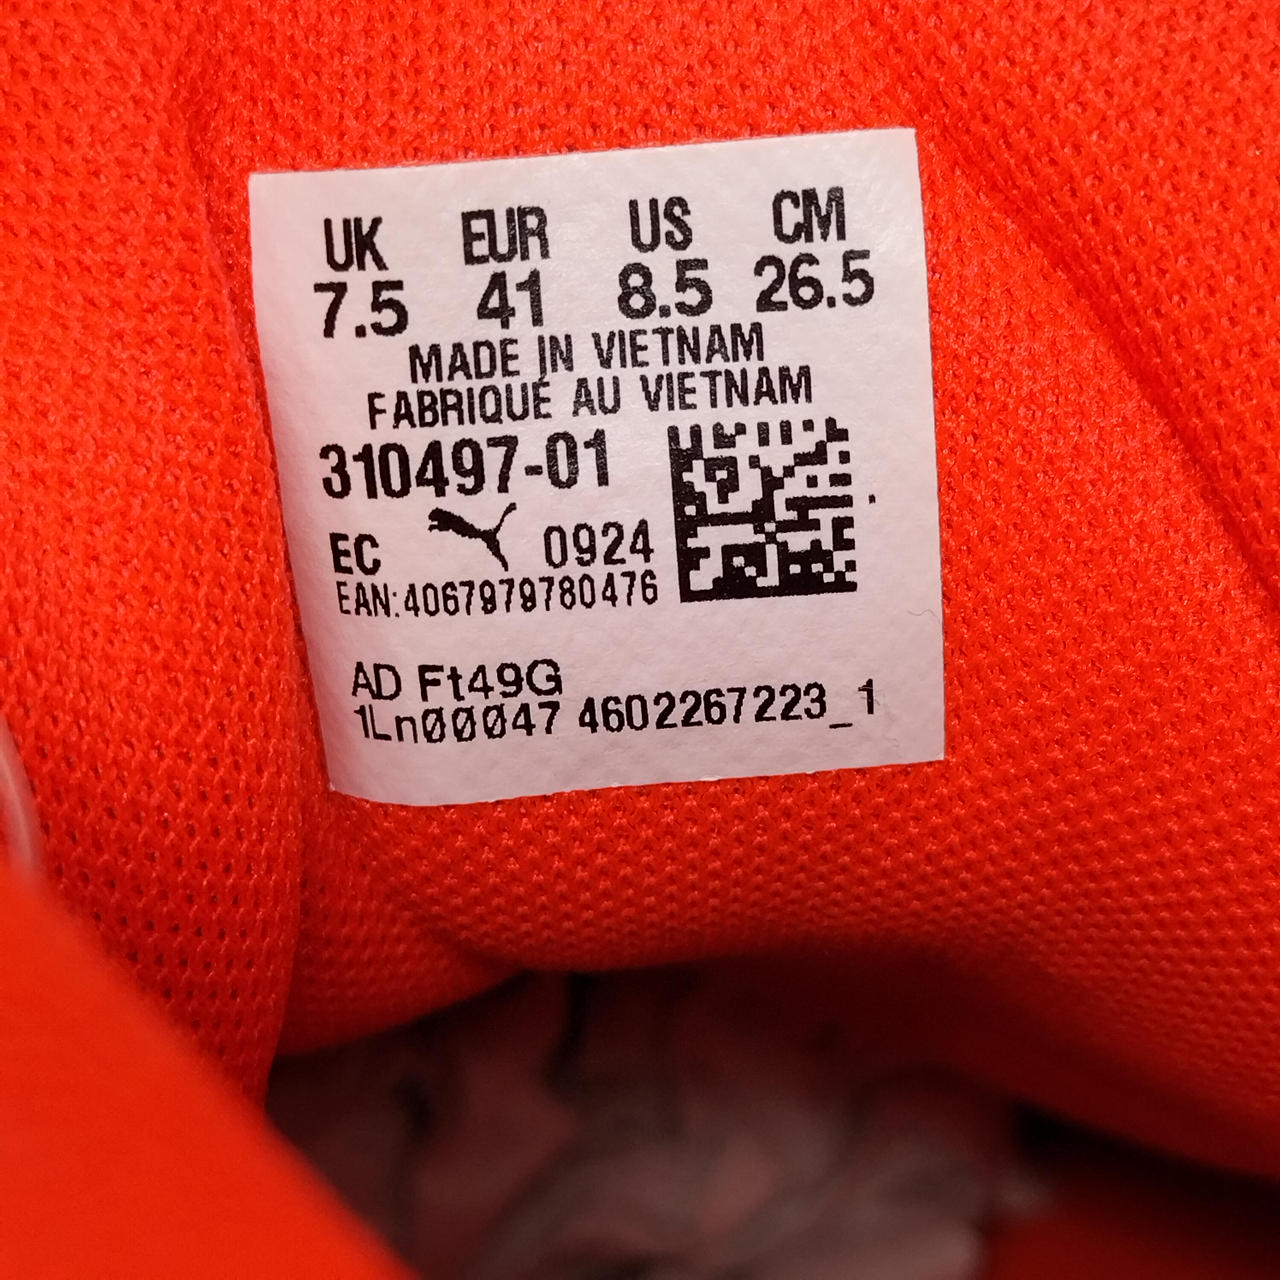 UK EUR US CM
7.5 41 8.5 26.5
MADE IN VIETNAM
FABRIQUÉ AU VIETNAM
310497-01
EC 0924
EAN:4067979780476
AD Ft49G
1Ln00047 4602267223_1